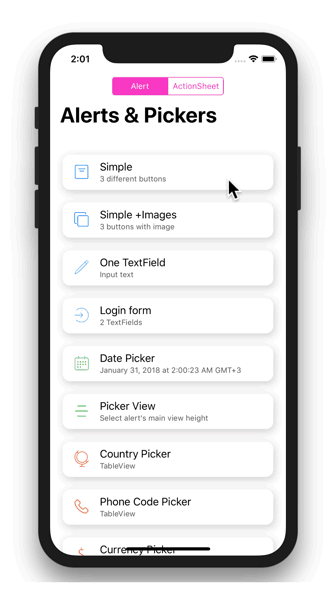 2:01
Alert ActionSheet
Alerts & Pickers
Simple
3 different buttons
Simple +Images
3 buttons with image
One TextField
Input text
Login form
2 TextFields
Date Picker
January 31, 2018 at 2:00:23 AM GMT+3
Picker View
Select alert's main view height
Country Picker
TableView
Phone Code Picker
TableView
Currency Picker